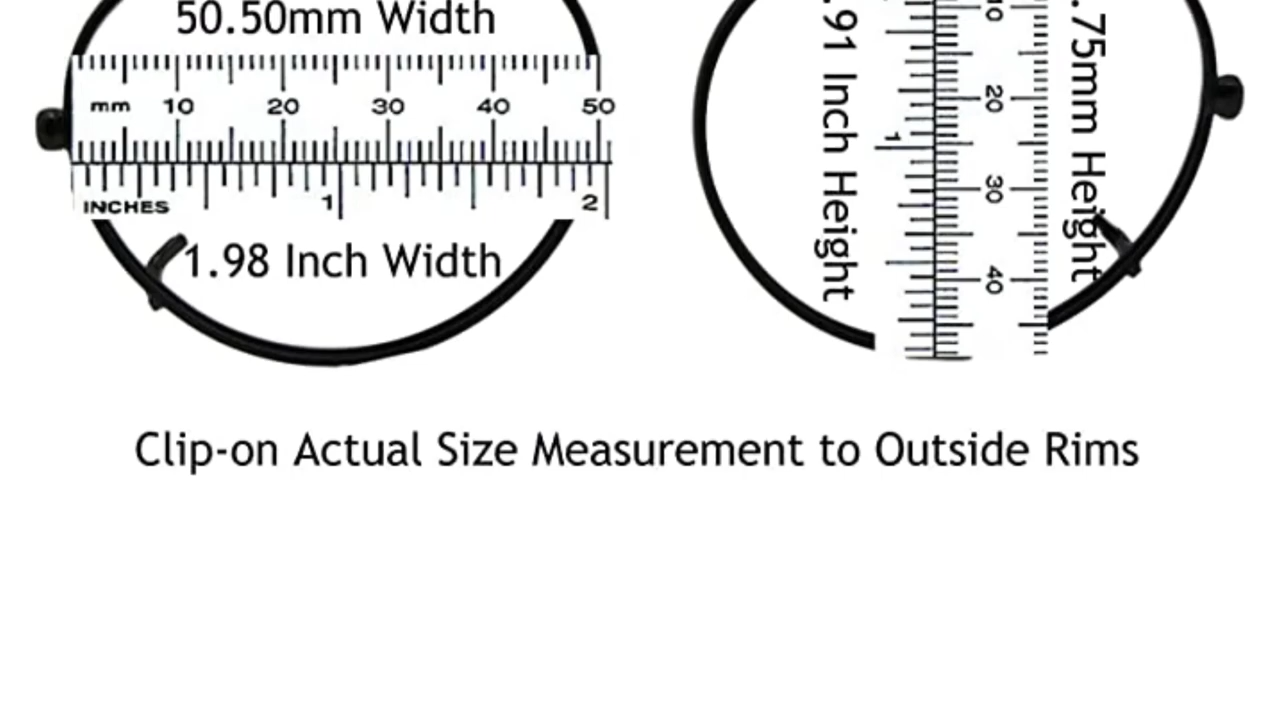 50.50mm Width
mm 10 20 30 40 50
INCHES 1 2
1.98 Inch Width
.91 Inch Height
1
10 20 30 40
.75mm Height
Clip-on Actual Size Measurement to Outside Rims